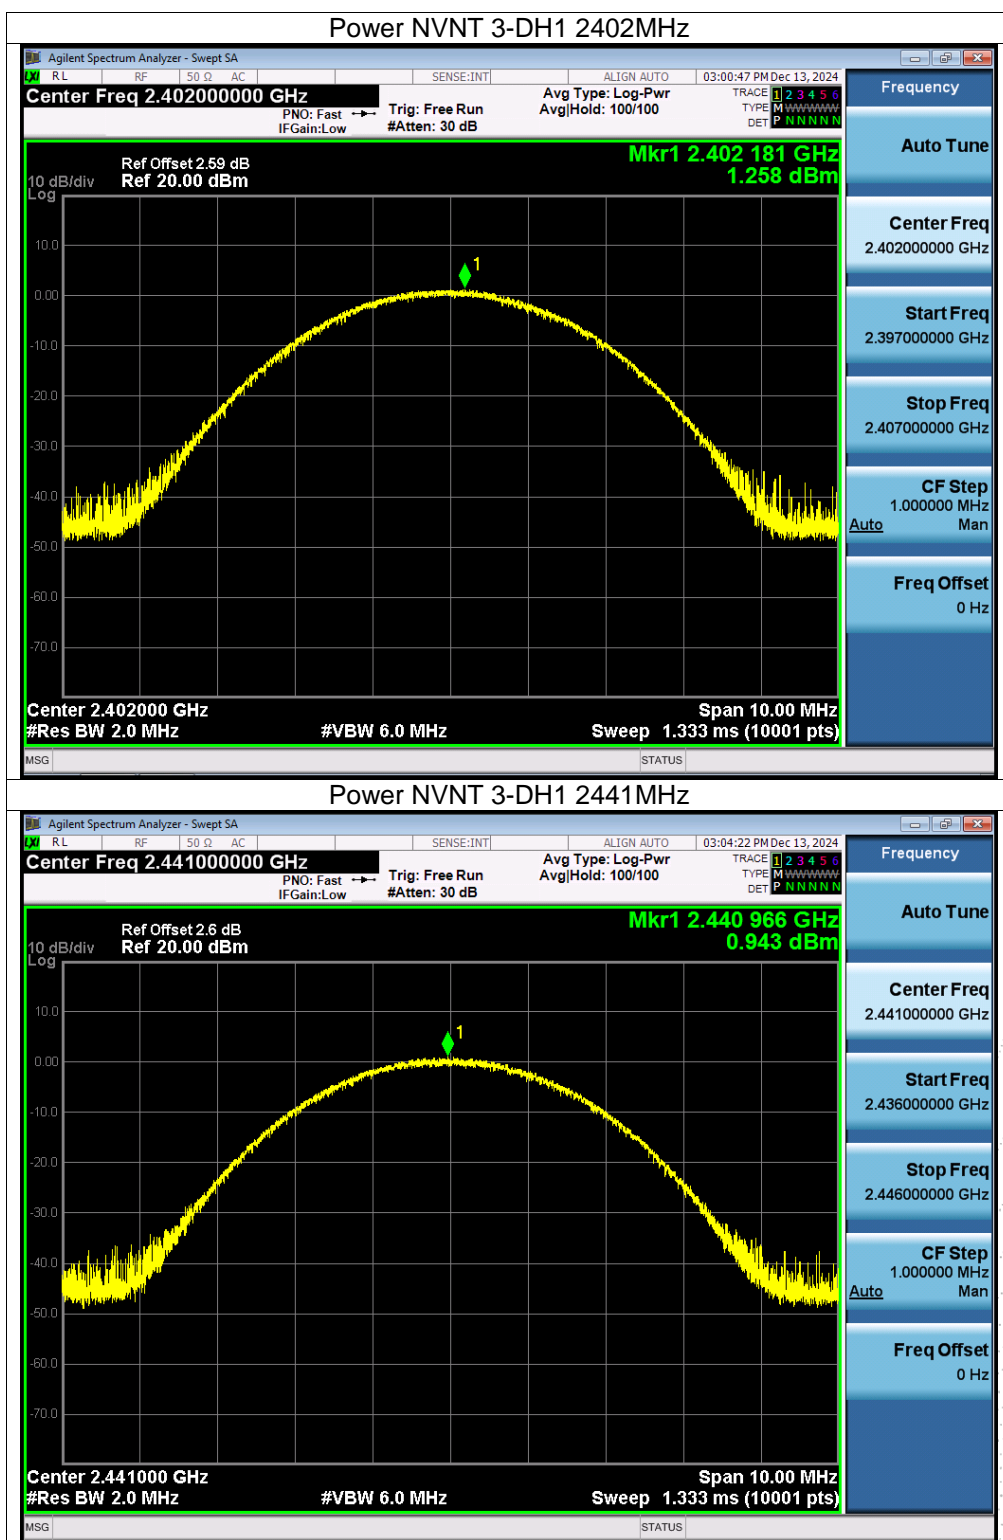 Power NVNT 3-DH1 2402MHz
Agilent Spectrum Analyzer - Swept SA
LXI RL RF 50 Ω AC SENSE:INT ALIGN AUTO 03:00:47 PM Dec 13, 2024
Center Freq 2.402000000 GHz
PNO: Fast
IFGain:Low
Trig: Free Run
#Atten: 30 dB
Avg Type: Log-Pwr
Avg|Hold: 100/100
TRACE 1 2 3 4 5 6
TYPE M WWWWW
DET P N N N N N
Frequency
Mkr1 2.402 181 GHz
1.258 dBm
Ref Offset 2.59 dB
10 dB/div Ref 20.00 dBm
Log
10.0
0.00
-10.0
-20.0
-30.0
-40.0
-50.0
-60.0
-70.0
1
Auto Tune
Center Freq
2.402000000 GHz
Start Freq
2.397000000 GHz
Stop Freq
2.407000000 GHz
CF Step
1.000000 MHz
Auto Man
Freq Offset
0 Hz
Center 2.402000 GHz Span 10.00 MHz
#Res BW 2.0 MHz #VBW 6.0 MHz Sweep 1.333 ms (10001 pts)
MSG STATUS
Power NVNT 3-DH1 2441MHz
Agilent Spectrum Analyzer - Swept SA
LXI RL RF 50 Ω AC SENSE:INT ALIGN AUTO 03:04:22 PM Dec 13, 2024
Center Freq 2.441000000 GHz
PNO: Fast
IFGain:Low
Trig: Free Run
#Atten: 30 dB
Avg Type: Log-Pwr
Avg|Hold: 100/100
TRACE 1 2 3 4 5 6
TYPE M WWWWW
DET P N N N N N
Frequency
Mkr1 2.440 966 GHz
0.943 dBm
Ref Offset 2.6 dB
10 dB/div Ref 20.00 dBm
Log
10.0
0.00
-10.0
-20.0
-30.0
-40.0
-50.0
-60.0
-70.0
1
Auto Tune
Center Freq
2.441000000 GHz
Start Freq
2.436000000 GHz
Stop Freq
2.446000000 GHz
CF Step
1.000000 MHz
Auto Man
Freq Offset
0 Hz
Center 2.441000 GHz Span 10.00 MHz
#Res BW 2.0 MHz #VBW 6.0 MHz Sweep 1.333 ms (10001 pts)
MSG STATUS